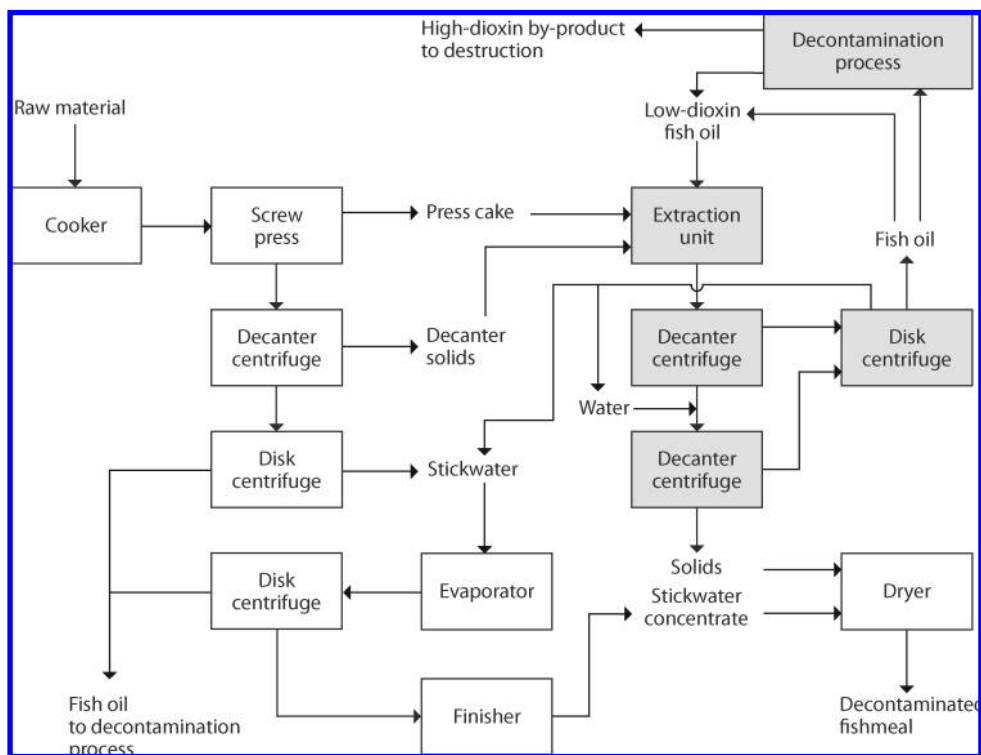 High-dioxin by-product
to destruction
Decontamination
process
Raw material
Low-dioxin
fish oil
Cooker
Screw
press
Press cake
Extraction
unit
Fish oil
Decanter
centrifuge
Decanter
solids
Decanter
centrifuge
Disk
centrifuge
Water
Disk
centrifuge
Stickwater
Decanter
centrifuge
Disk
centrifuge
Evaporator
Solids
Stickwater
concentrate
Dryer
Fish oil
to decontamination
process
Finisher
Decontaminated
fishmeal